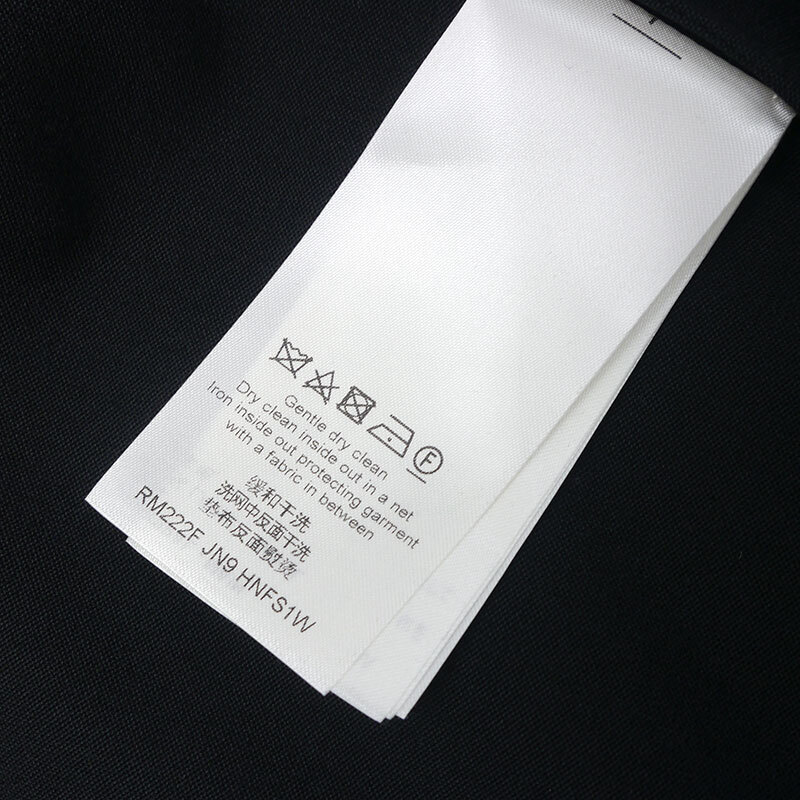 F
Gentle dry clean
Dry clean inside out in a net
Iron inside out protecting garment
with a fabric in between
缓和干洗
洗网中反面干洗
垫布反面熨烫
RM222F JN9 HNFS1W